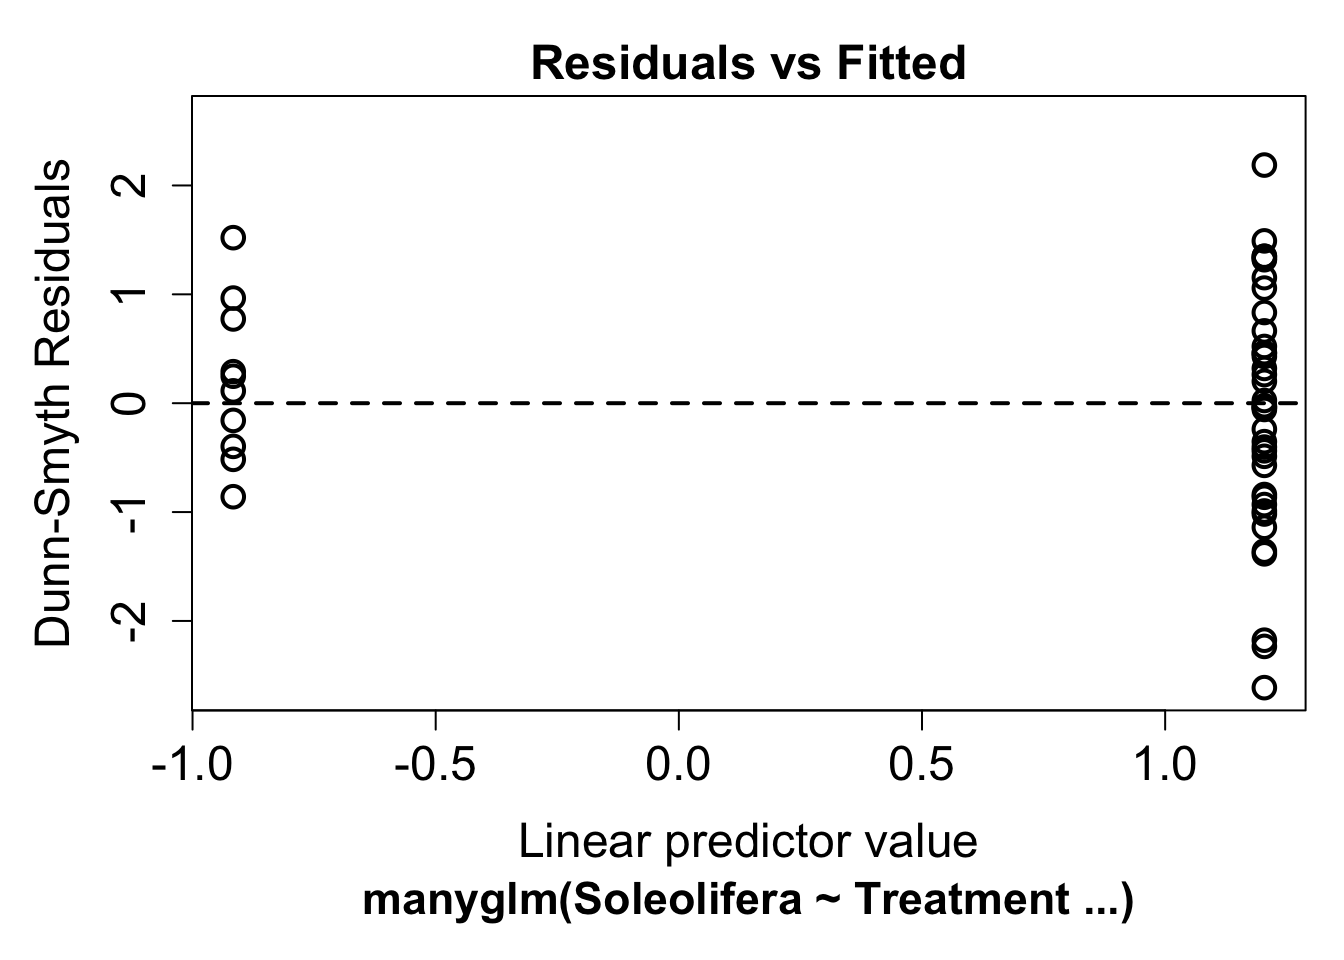 Residuals vs Fitted
Dunn-Smyth Residuals
2
1
0
-1
-2
-1.0 -0.5 0.0 0.5 1.0
Linear predictor value
manyglm(Soleolifera ~ Treatment ...)